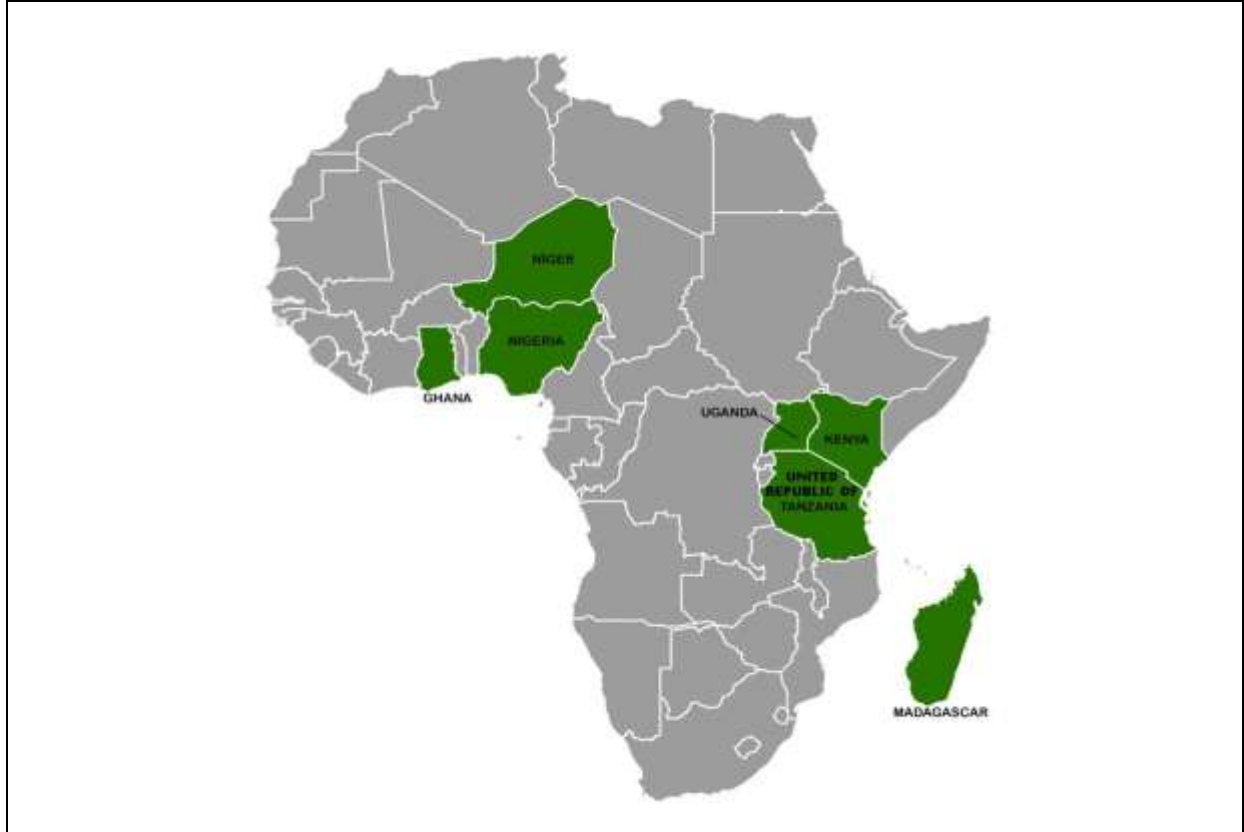 NIGER
NIGERIA
GHANA
UGANDA
KENYA
UNITED
REPUBLIC OF
TANZANIA
MADAGASCAR